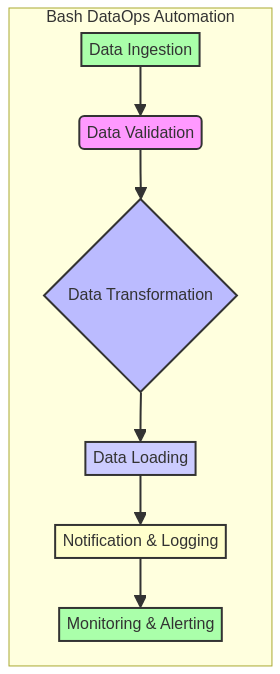 Bash DataOps Automation
Data Ingestion
Data Validation
Data Transformation
Data Loading
Notification & Logging
Monitoring & Alerting